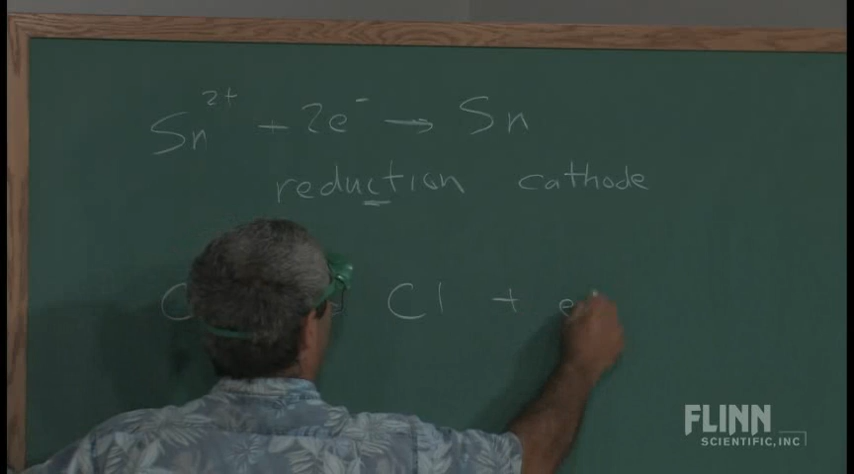 Sn²⁺ + 2e⁻ → Sn
reduction cathode
C Cl + e
FLINN
SCIENTIFIC, INC